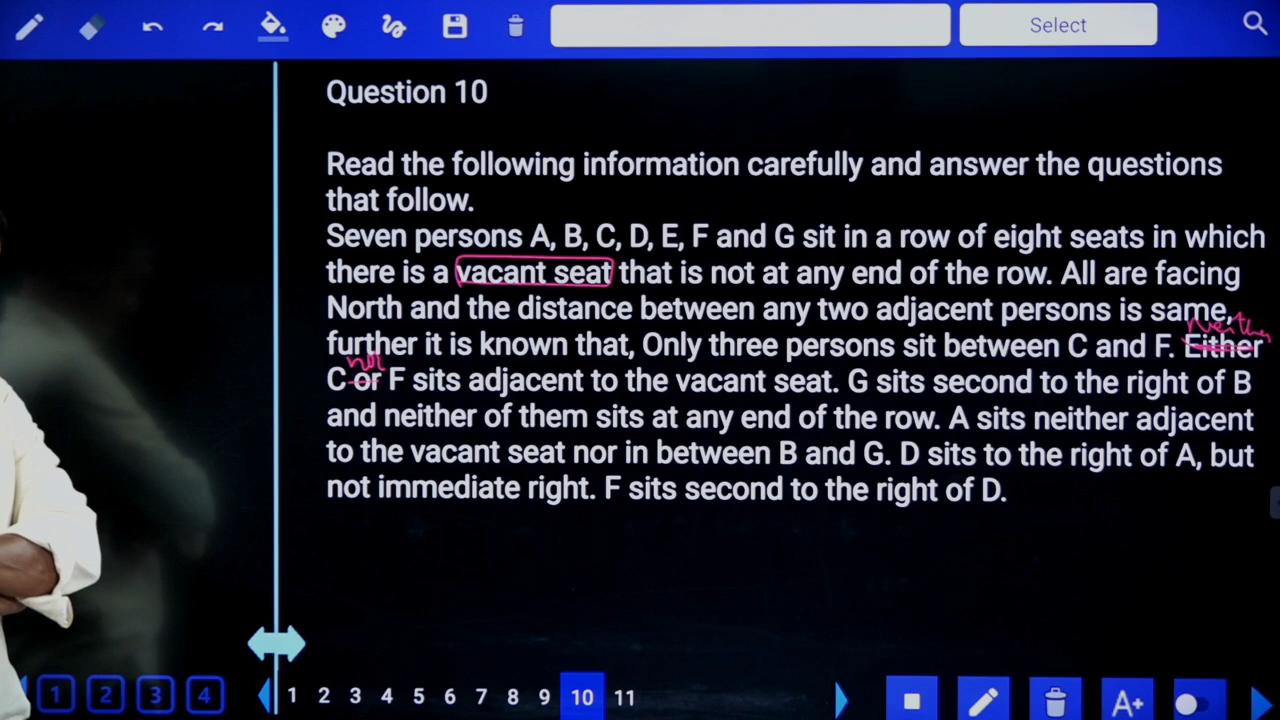 Select
Question 10
Read the following information carefully and answer the questions
that follow.
Seven persons A, B, C, D, E, F and G sit in a row of eight seats in which
there is a vacant seat that is not at any end of the row. All are facing
North and the distance between any two adjacent persons is same,
Neither
further it is known that, Only three persons sit between C and F. Either
nor
C or F sits adjacent to the vacant seat. G sits second to the right of B
and neither of them sits at any end of the row. A sits neither adjacent
to the vacant seat nor in between B and G. D sits to the right of A, but
not immediate right. F sits second to the right of D.
1 2 3 4 1 2 3 4 5 6 7 8 9 10 11 A+